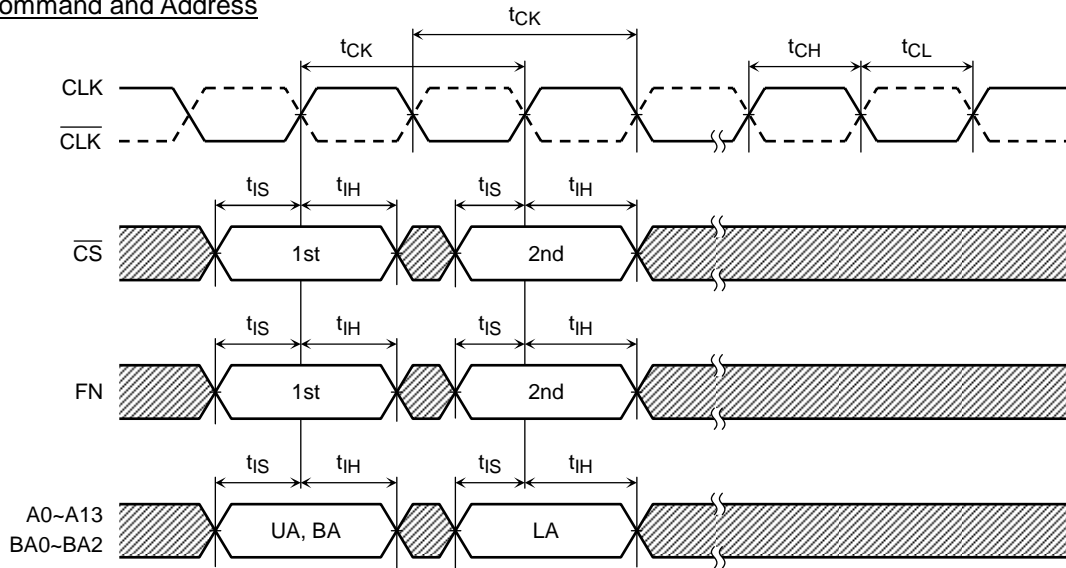 ommand and Address
tCK
tCK tCH tCL
CLK
CLK
tIS tIH tIS tIH
CS 1st 2nd
tIS tIH tIS tIH
FN 1st 2nd
tIS tIH tIS tIH
A0~A13
BA0~BA2
UA, BA LA